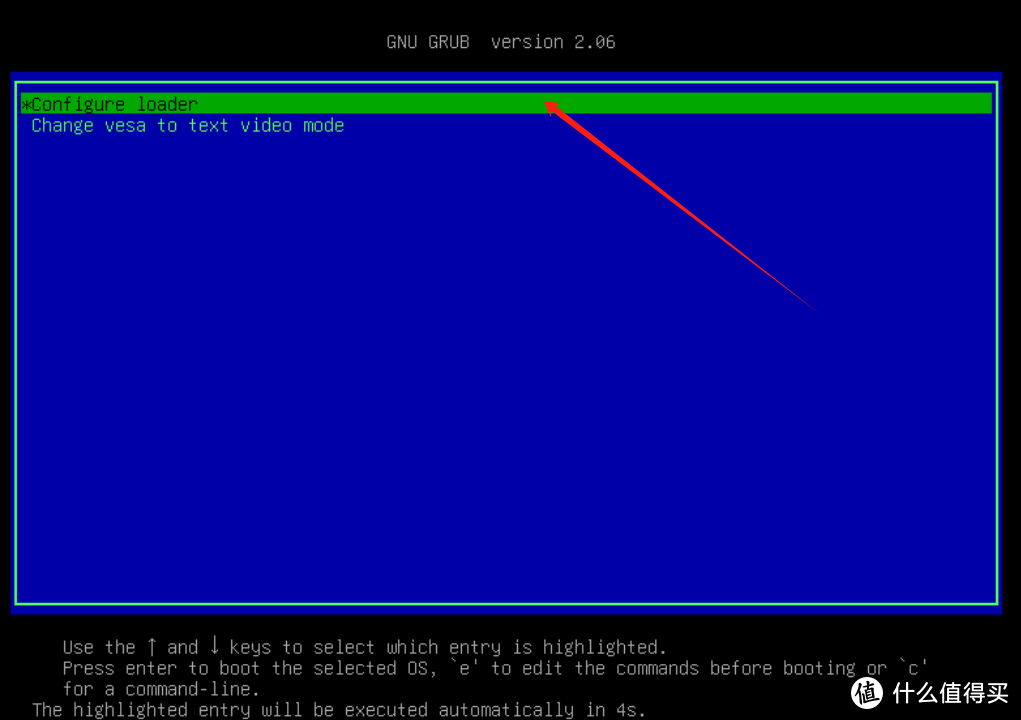 GNU GRUB version 2.06
*Configure loader
Change vesa to text video mode
Use the ↑ and ↓ keys to select which entry is highlighted.
Press enter to boot the selected OS, `e' to edit the commands before booting or `c'
for a command-line.
The highlighted entry will be executed automatically in 4s.
值 什么值得买